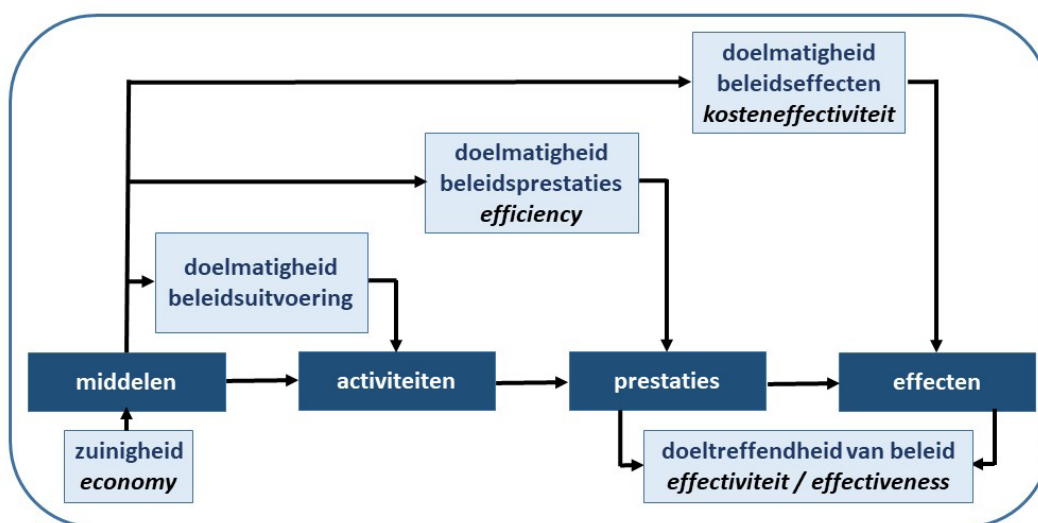 doelmatigheid
beleidseffecten
kosteneffectiviteit
doelmatigheid
beleidsprestaties
efficiency
doelmatigheid
beleidsuitvoering
middelen
activiteiten
prestaties
effecten
zuinigheid
economy
doeltreffendheid van beleid
effectiviteit / effectiveness